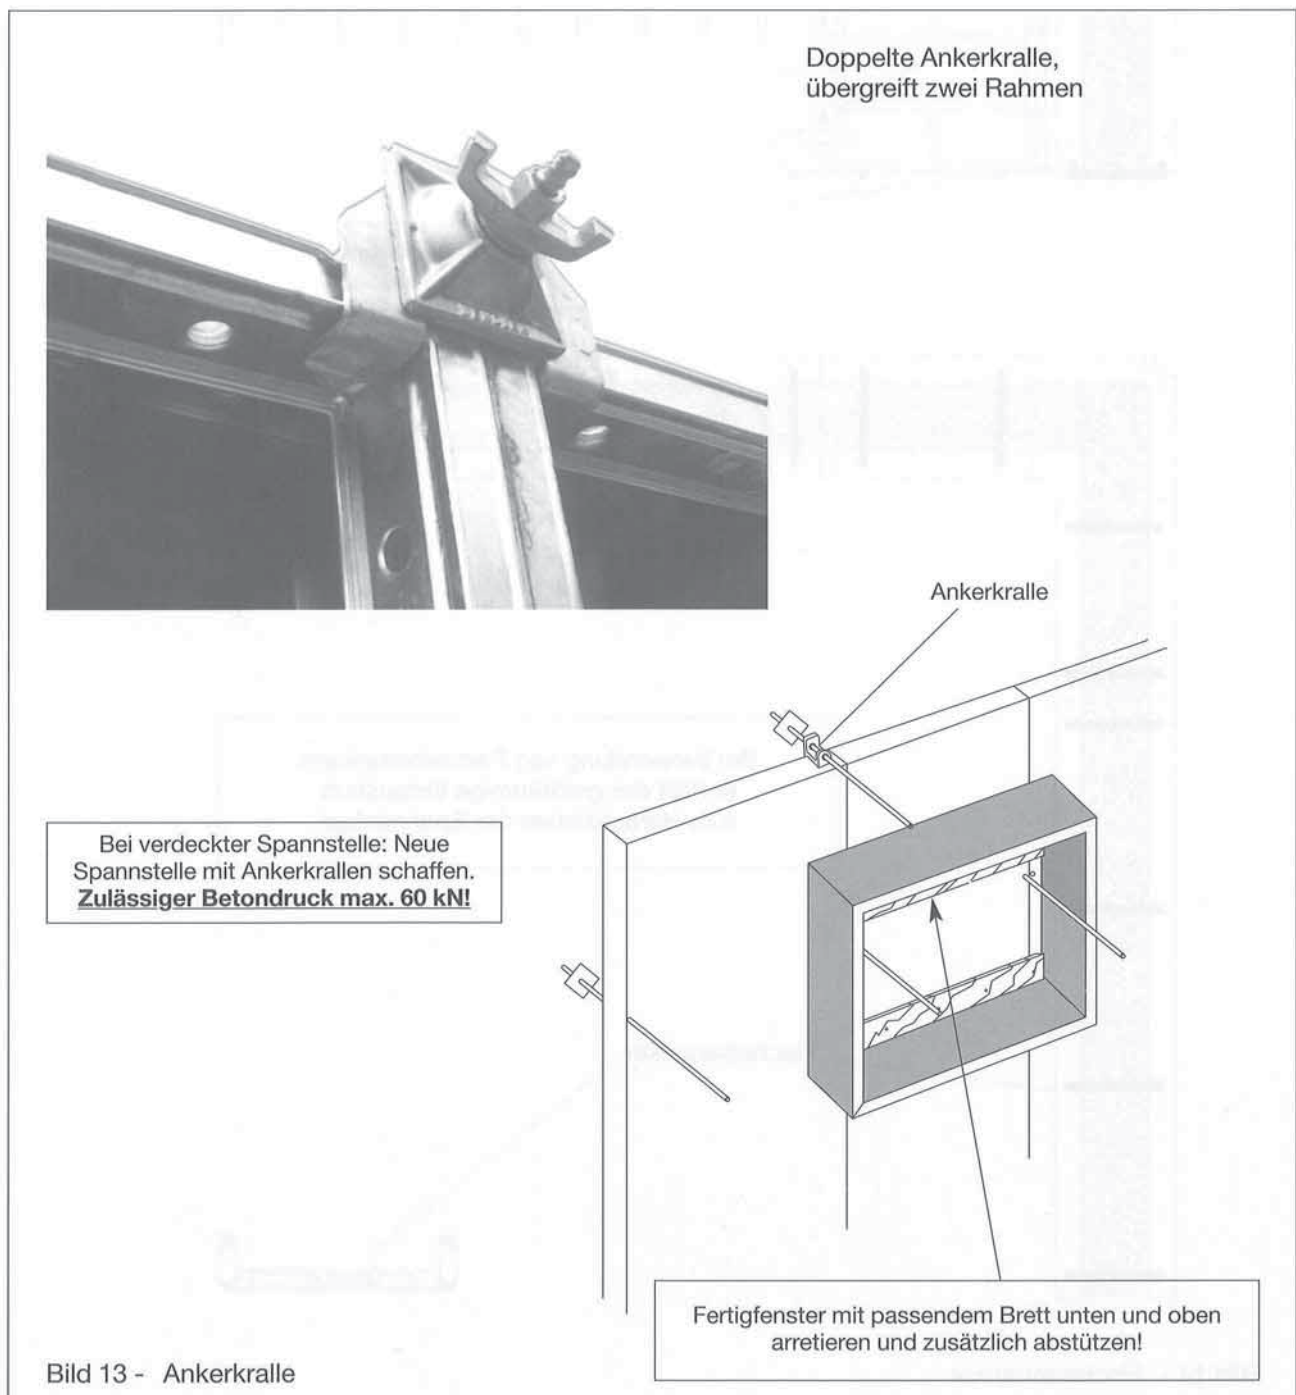 Doppelte Ankerkralle,
übergreift zwei Rahmen
Ankerkralle
Bei verdeckter Spannstelle: Neue
Spannstelle mit Ankerkrallen schaffen.
Zulässiger Betondruck max. 60 kN!
Fertigfenster mit passendem Brett unten und oben
arretieren und zusätzlich abstützen!
Bild 13 - Ankerkralle